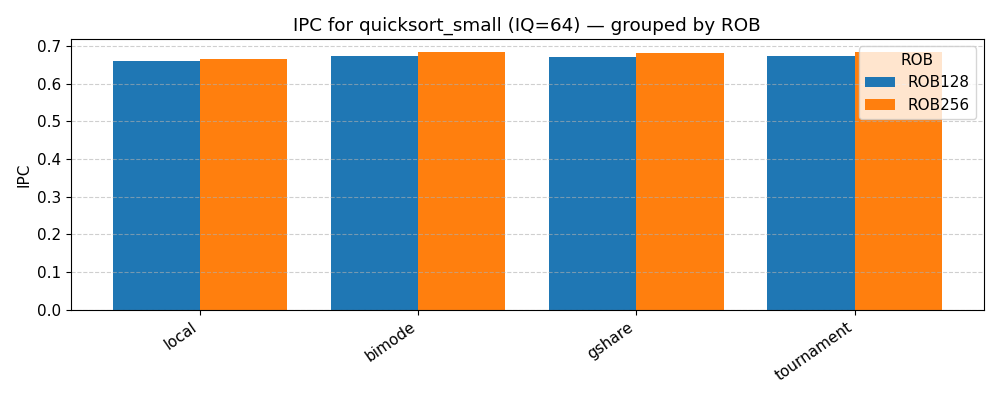 IPC for quicksort_small (IQ=64) — grouped by ROB
IPC
0.7
0.6
0.5
0.4
0.3
0.2
0.1
0.0
ROB
ROB128
ROB256
local
bimode
gshare
tournament